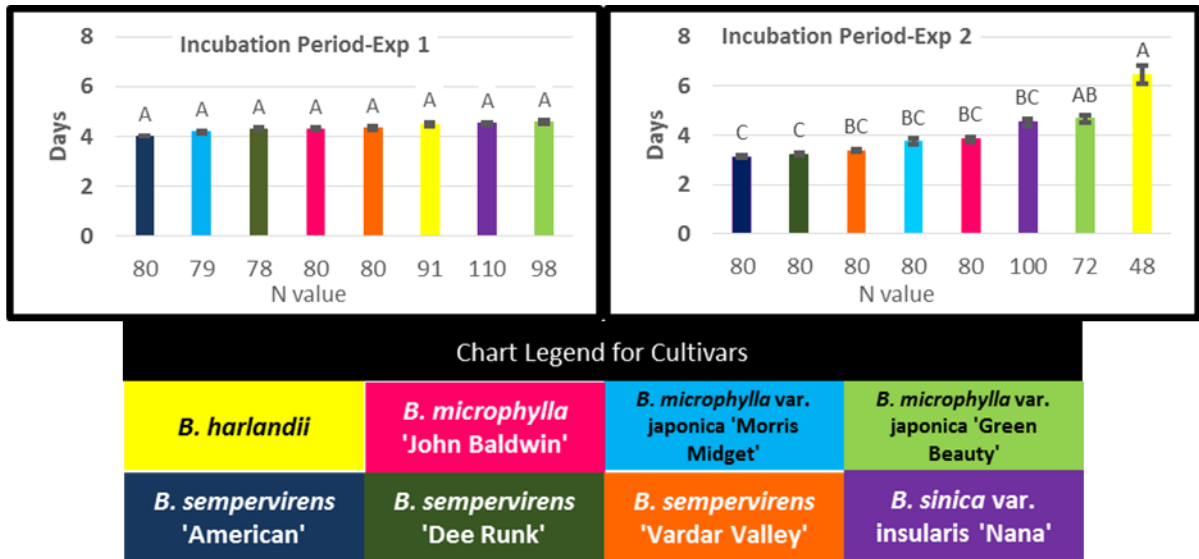 Incubation Period-Exp 1
Days
8
6
4
2
0
A A A A A A A A
80 79 78 80 80 91 110 98
N value
Incubation Period-Exp 2
Days
8
6
4
2
0
C C BC BC BC BC AB A
80 80 80 80 80 100 72 48
N value
Chart Legend for Cultivars
B. harlandii
B. microphylla
'John Baldwin'
B. microphylla var.
japonica 'Morris
Midget'
B. microphylla var.
japonica 'Green
Beauty'
B. sempervirens
'American'
B. sempervirens
'Dee Runk'
B. sempervirens
'Vardar Valley'
B. sinica var.
insularis 'Nana'